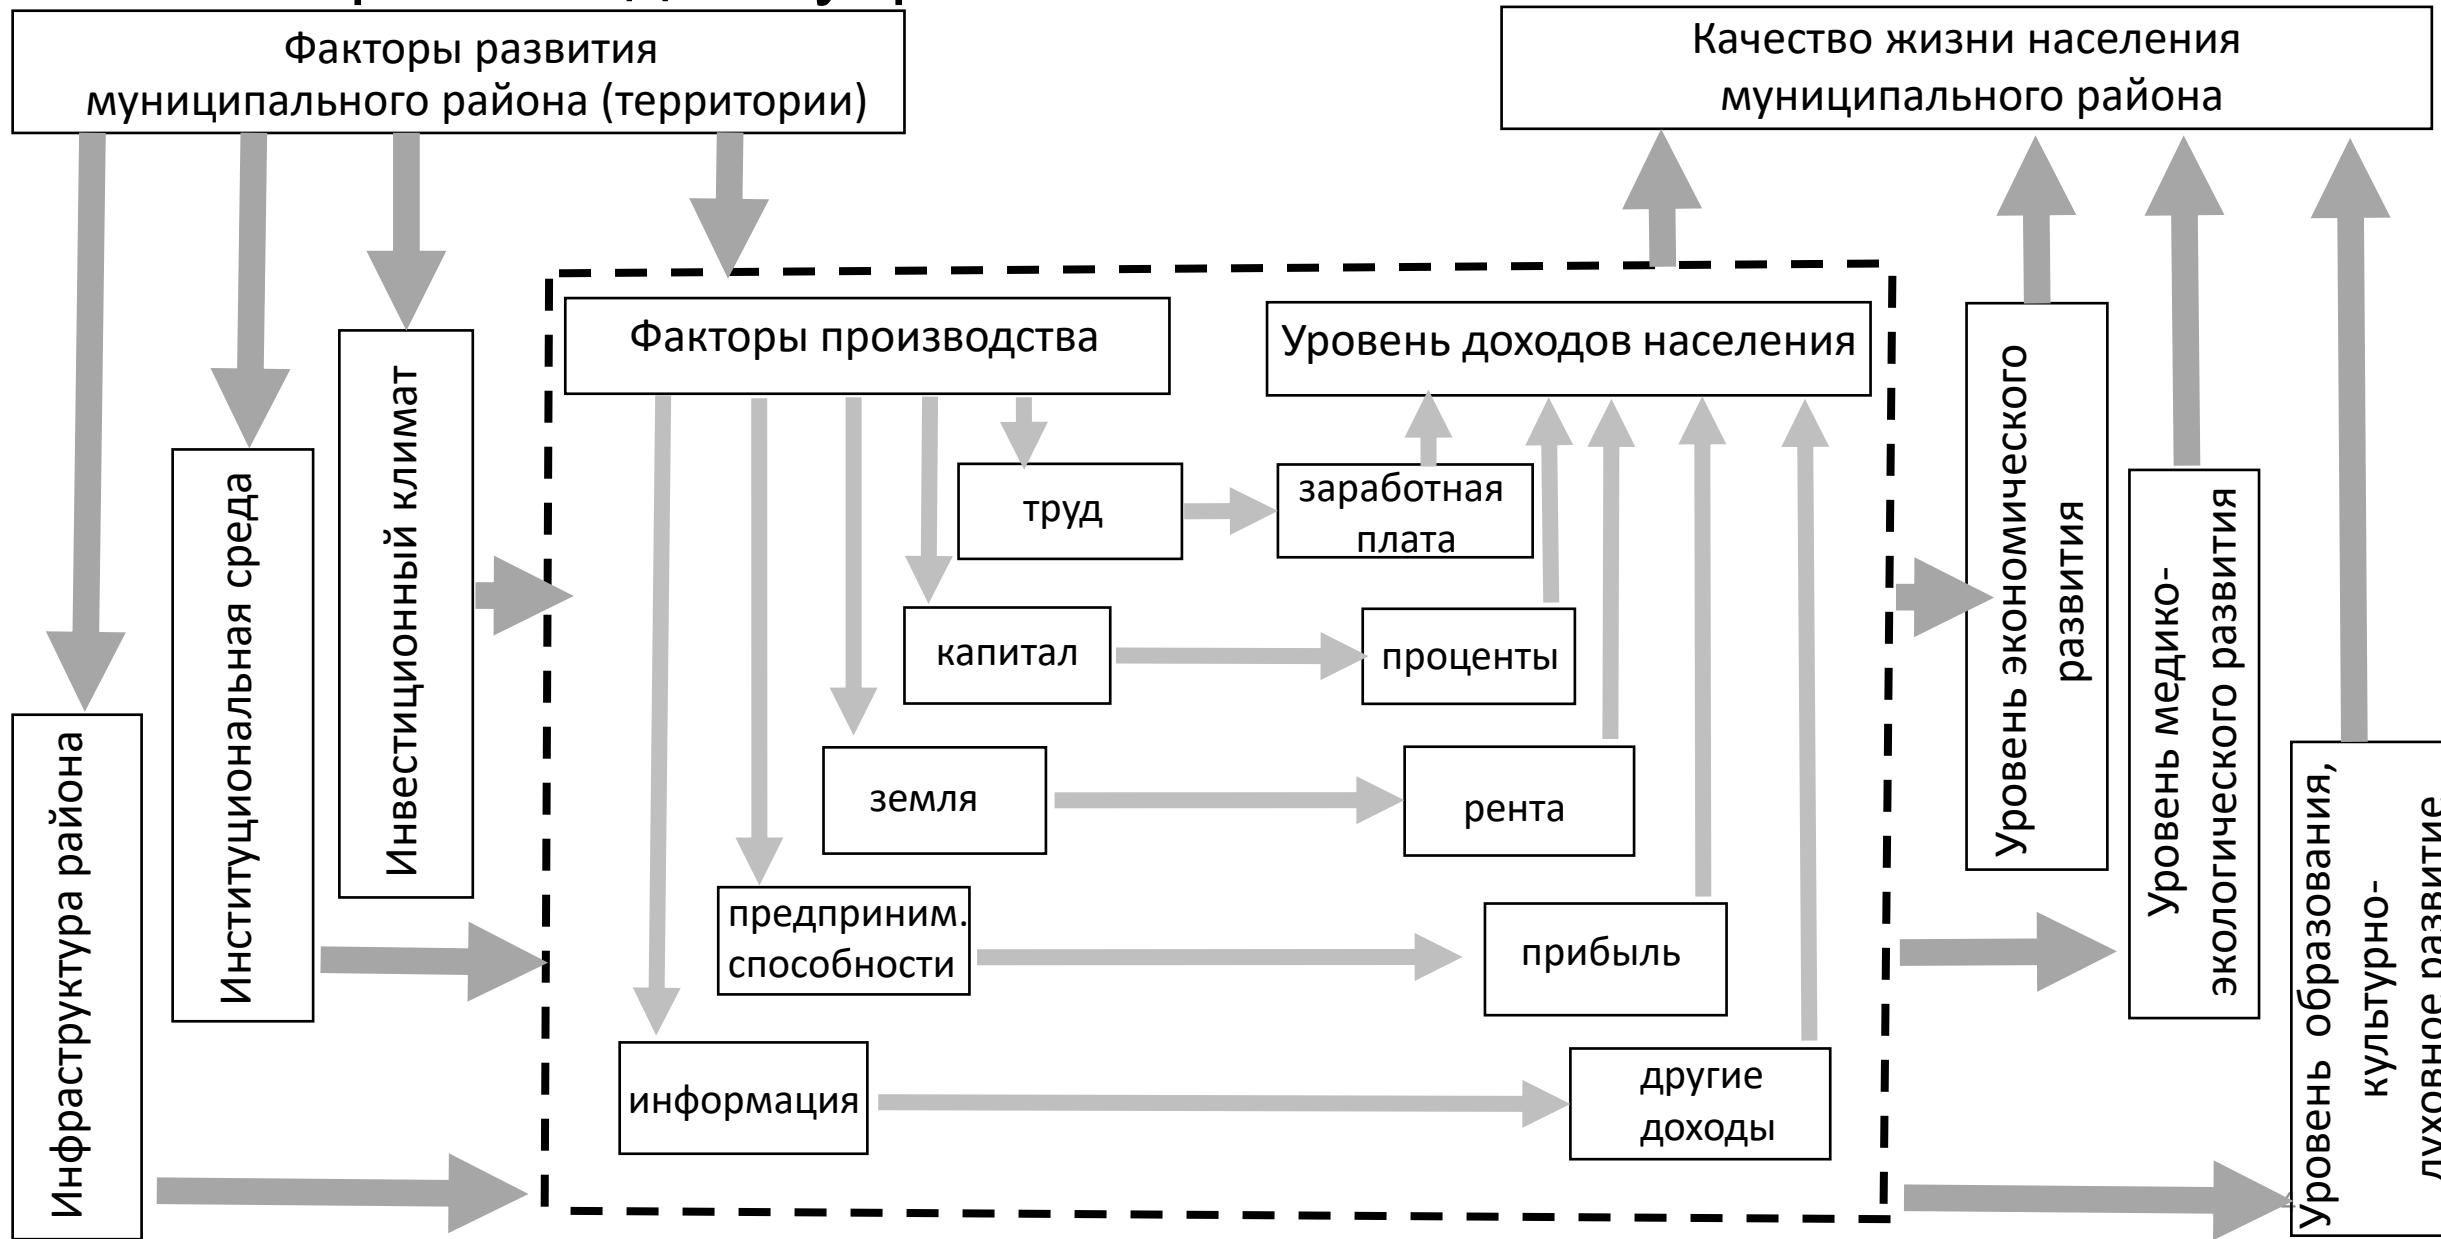 Факторы развития
муниципального района (территории)
Качество жизни населения
муниципального района
Факторы производства
Уровень доходов населения
труд
заработная
плата
капитал
проценты
земля
рента
предприним.
способности
прибыль
информация
другие
доходы
Инфраструктура района
Институциональная среда
Инвестиционный климат
Уровень экономического
развития
Уровень медико-
экологического развития
Уровень образования,
культурно-
духовное развитие